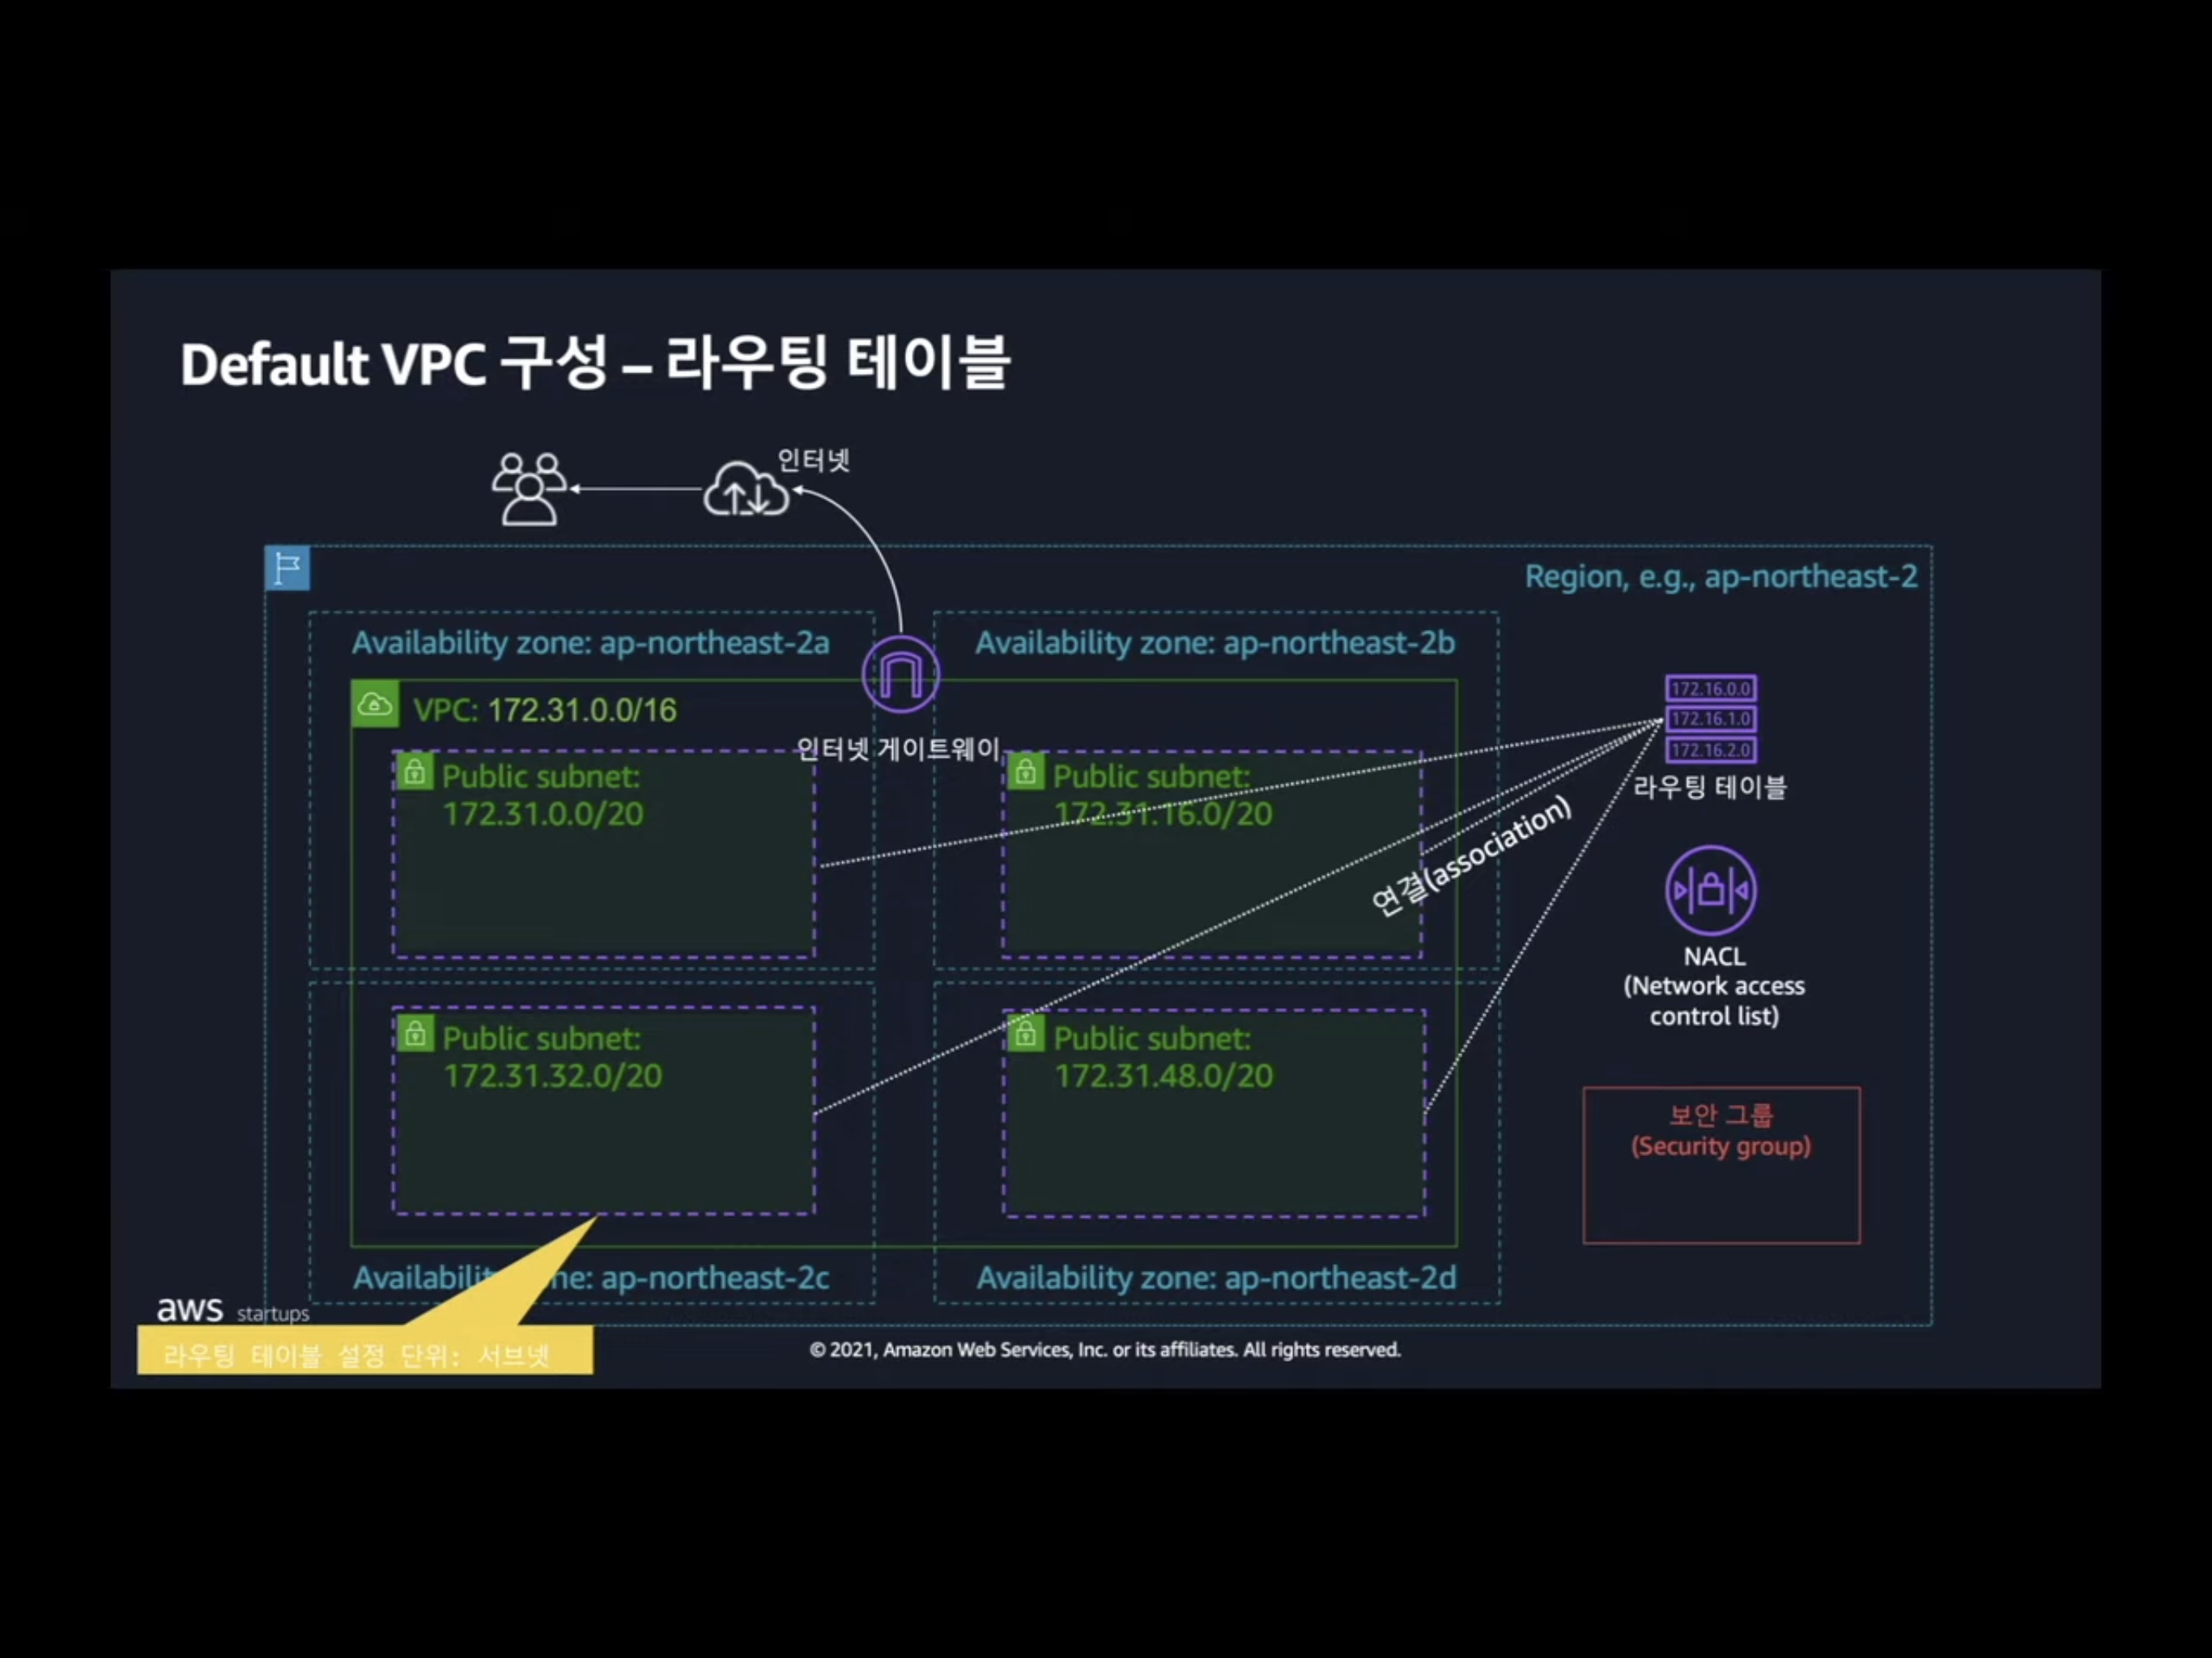 Default VPC 구성 – 라우팅 테이블
인터넷
Region, e.g., ap-northeast-2
Availability zone: ap-northeast-2a
Availability zone: ap-northeast-2b
VPC: 172.31.0.0/16
인터넷 게이트웨이
Public subnet:
172.31.0.0/20
Public subnet:
172.31.16.0/20
172.16.0.0
172.16.1.0
172.16.2.0
라우팅 테이블
연결(association)
NACL
(Network access
control list)
Public subnet:
172.31.32.0/20
Public subnet:
172.31.48.0/20
보안 그룹
(Security group)
ne: ap-northeast-2c
Availability zone: ap-northeast-2d
aws startups
라우팅 테이블 설정 단위: 서브넷
© 2021, Amazon Web Services, Inc. or its affiliates. All rights reserved.